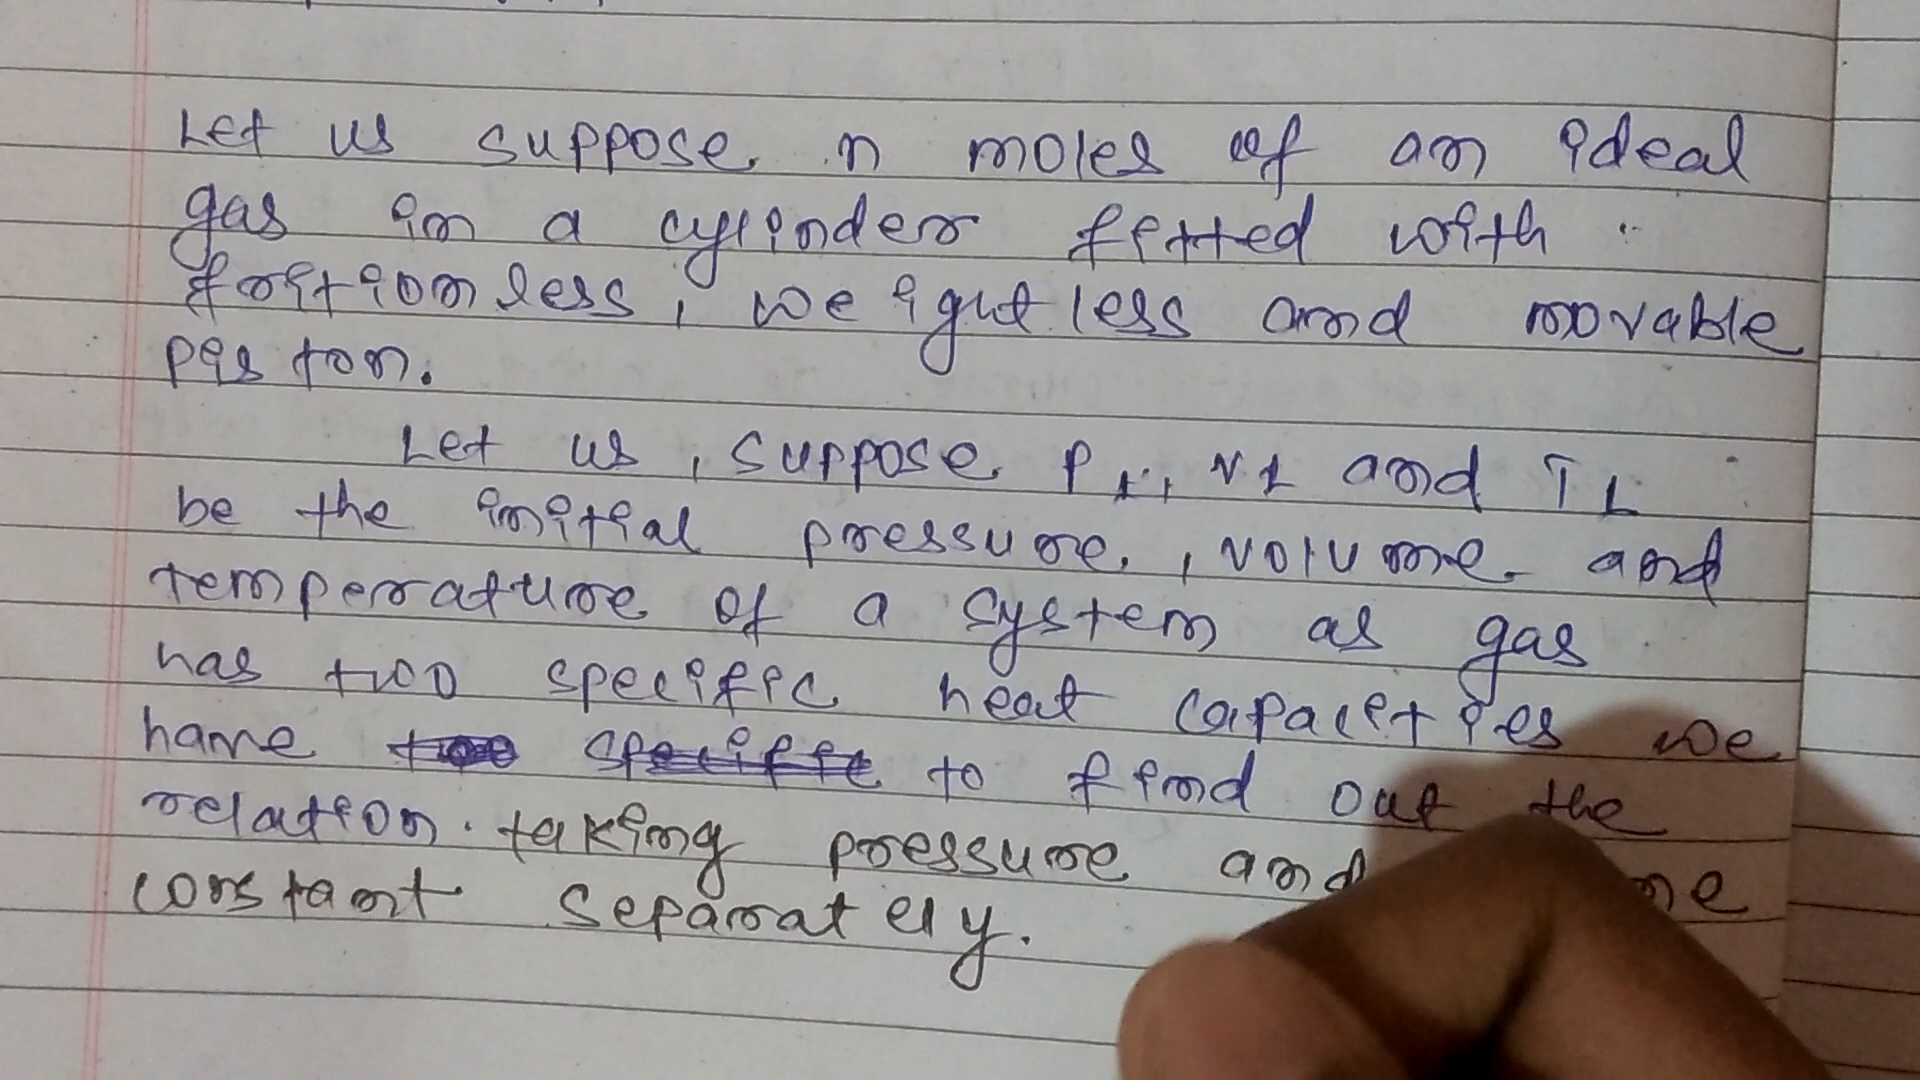 Let us suppose n moles of an ideal
gas in a cylinder fitted with
fritionless, weightless and movable
piston.
Let us, suppose P1, V1 and T1
be the initial pressure, volume and
temperature of a system as gas
has two specific heat capacities we
have to find out the
relation. taking pressure and
constant separately.